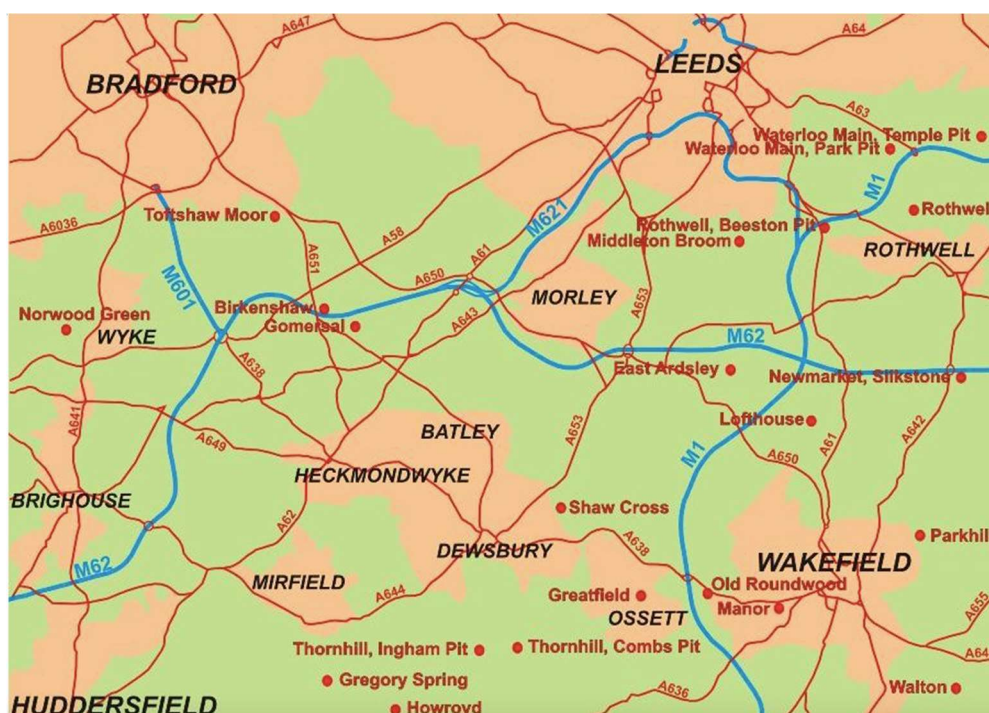 A647
A64
LEEDS
BRADFORD
A63
Waterloo Main, Temple Pit
Waterloo Main, Park Pit
M1
A6036
Toftshaw Moor
A58
M621
Rothwell
Rothwell, Beeston Pit
Middleton Broom
ROTHWELL
A651
A61
A650
M601
MORLEY
A653
Birkenshaw
Gomersal
Norwood Green
WYKE
A643
M62
A638
East Ardsley
Newmarket, Silkstone
A641
Lofthouse
A649
BATLEY
A653
A61
A642
M1
A650
HECKMONDWYKE
BRIGHOUSE
Shaw Cross
A62
Parkhil
DEWSBURY
A638
WAKEFIELD
M62
MIRFIELD
A644
Greatfield
Old Roundwood
Manor
OSSETT
A655
Thornhill, Ingham Pit
Thornhill, Combs Pit
A64
Gregory Spring
A636
Walton
HUDDERSFIELD
Howroyd